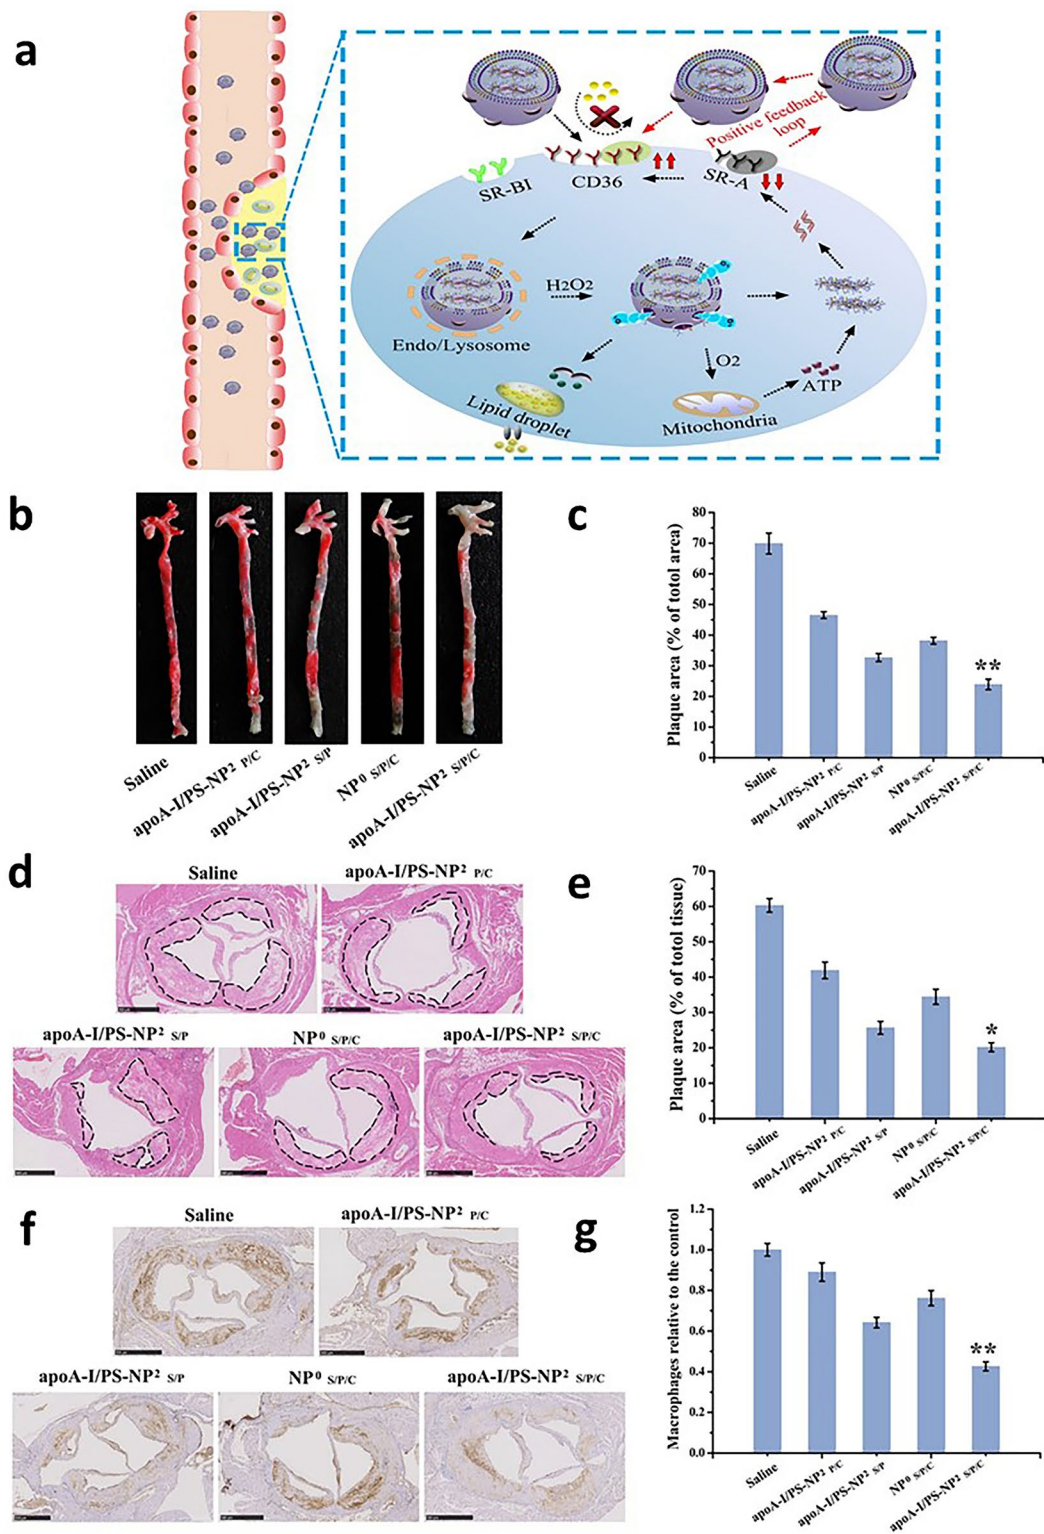 a
Positive feedback
loop
SR-BI
CD36
SR-A
H2O2
Endo/Lysosome
O2
ATP
Lipid droplet
Mitochondria
b
Saline
apoA-I/PS-NP² P/C
apoA-I/PS-NP² S/P
NP⁰ S/P/C
apoA-I/PS-NP² S/P/C
c
Plaque area (% of totol area)
80
70
60
50
40
30
20
10
0
Saline
apoA-I/PS-NP² P/C
apoA-I/PS-NP² S/P
NP⁰ S/P/C
apoA-I/PS-NP² S/P/C
**
d
Saline
apoA-I/PS-NP² P/C
apoA-I/PS-NP² S/P
NP⁰ S/P/C
apoA-I/PS-NP² S/P/C
e
Plaque area (% of totol tissue)
70
60
50
40
30
20
10
0
Saline
apoA-I/PS-NP² P/C
apoA-I/PS-NP² S/P
NP⁰ S/P/C
apoA-I/PS-NP² S/P/C
*
f
Saline
apoA-I/PS-NP² P/C
apoA-I/PS-NP² S/P
NP⁰ S/P/C
apoA-I/PS-NP² S/P/C
g
Macrophages relative to the control
1.2
1.0
0.8
0.6
0.4
0.2
0.0
Saline
apoA-I/PS-NP² P/C
apoA-I/PS-NP² S/P
NP⁰ S/P/C
apoA-I/PS-NP² S/P/C
**